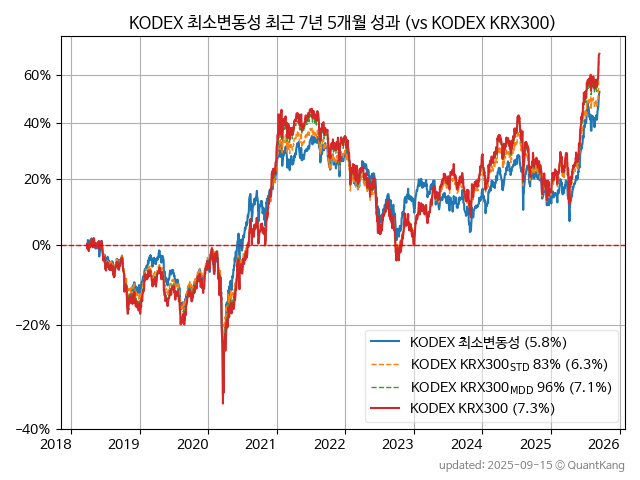 KODEX 최소변동성 최근 7년 5개월 성과 (vs KODEX KRX300)
60%
40%
20%
0%
−20%
−40%
KODEX 최소변동성 (5.8%)
KODEX KRX300STD 83% (6.3%)
KODEX KRX300MDD 96% (7.1%)
KODEX KRX300 (7.3%)
2018 2019 2020 2021 2022 2023 2024 2025 2026
updated: 2025-09-15 © QuantKang